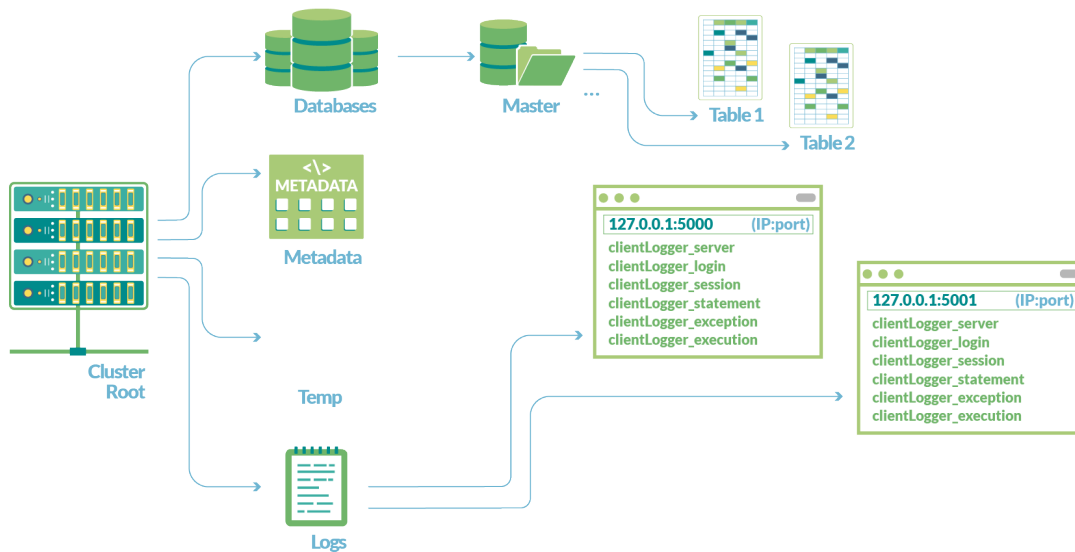 Databases
Master
...
Table 1
Table 2
</>
METADATA
Metadata
Cluster
Root
Temp
Logs
127.0.0.1:5000 (IP:port)
clientLogger_server
clientLogger_login
clientLogger_session
clientLogger_statement
clientLogger_exception
clientLogger_execution
127.0.0.1:5001 (IP:port)
clientLogger_server
clientLogger_login
clientLogger_session
clientLogger_statement
clientLogger_exception
clientLogger_execution